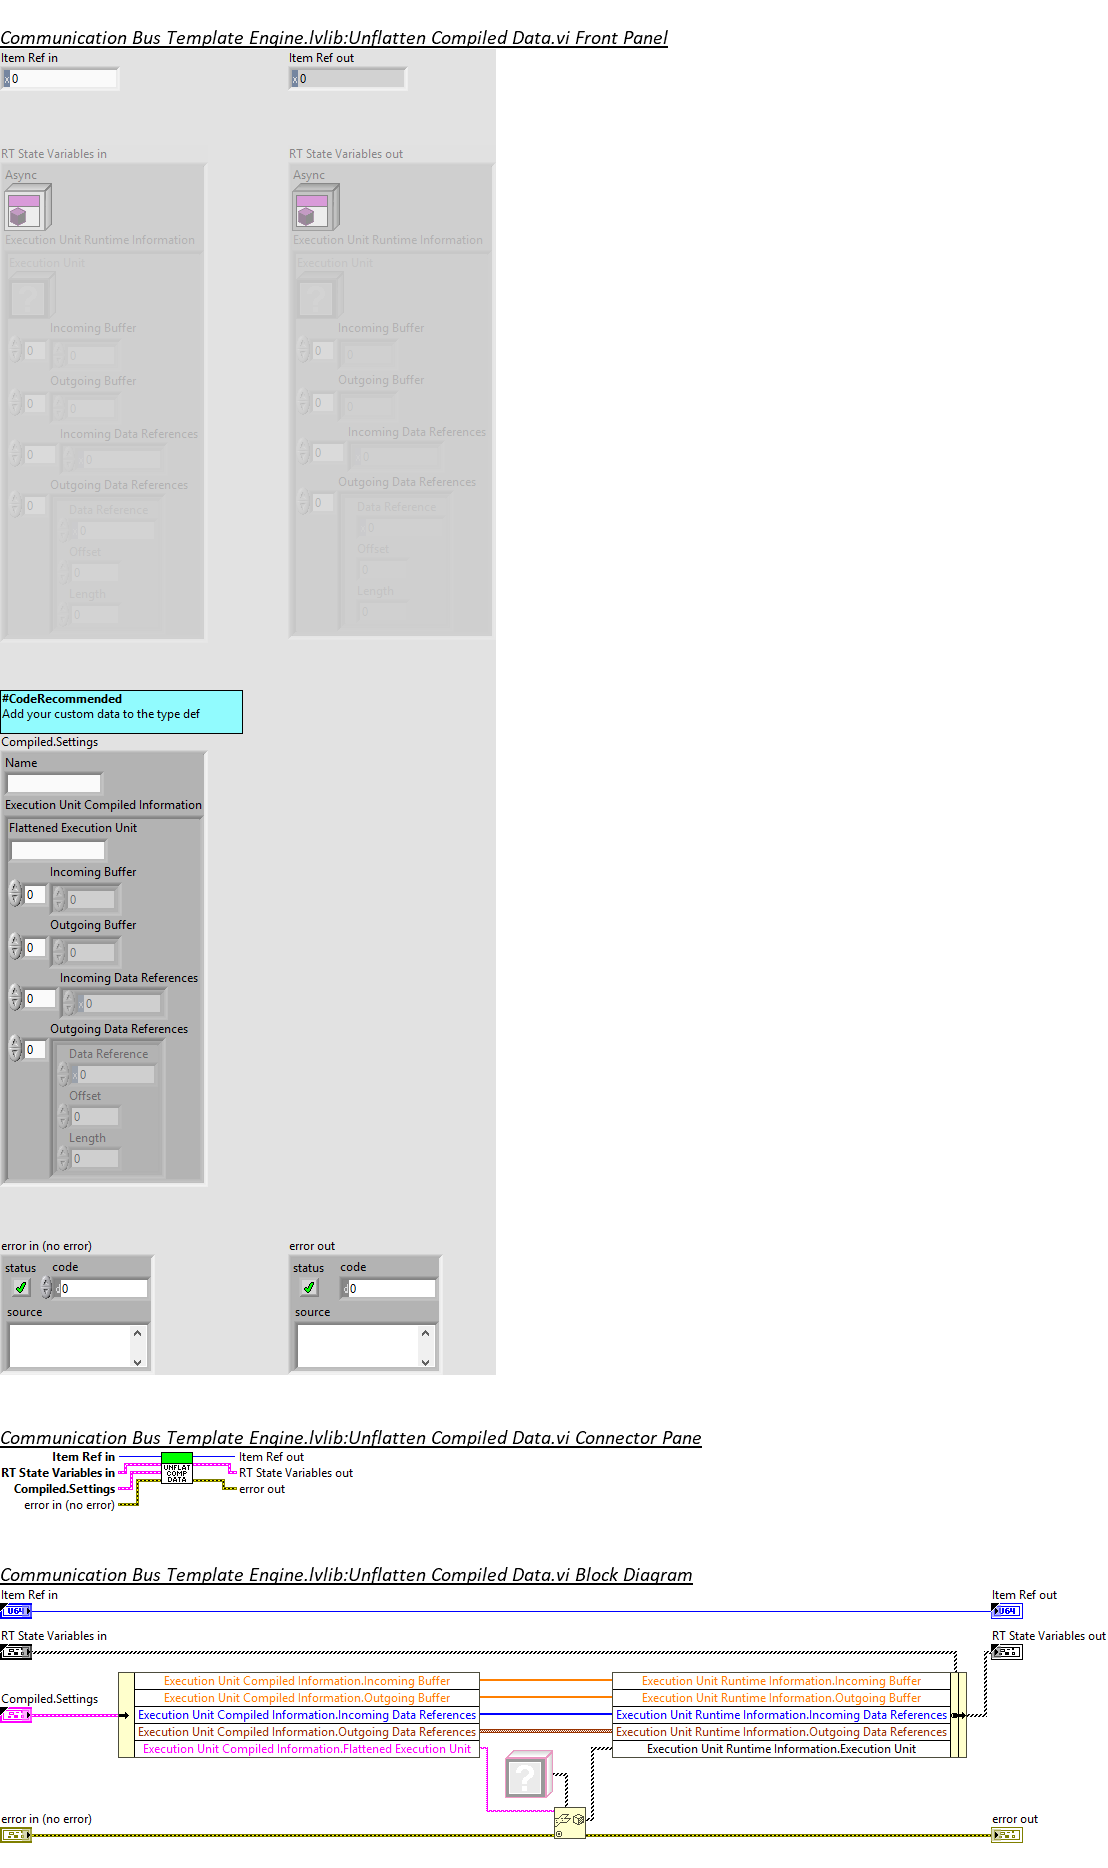 Communication Bus Template Engine.lvlib:Unflatten Compiled Data.vi Front Panel
Item Ref in
x 0
Item Ref out
x 0
RT State Variables in
Async
Execution Unit Runtime Information
Execution Unit
?
Incoming Buffer
0
0
Outgoing Buffer
0
0
Incoming Data References
0
0
Outgoing Data References
0
Data Reference
0
Offset
0
Length
0
RT State Variables out
Async
Execution Unit Runtime Information
Execution Unit
?
Incoming Buffer
0
0
Outgoing Buffer
0
0
Incoming Data References
0
0
Outgoing Data References
0
Data Reference
0
Offset
0
Length
0
#CodeRecommended
Add your custom data to the type def
Compiled.Settings
Name
Execution Unit Compiled Information
Flattened Execution Unit
Incoming Buffer
0
0
Outgoing Buffer
0
0
Incoming Data References
0
x 0
Outgoing Data References
0
Data Reference
x 0
Offset
0
Length
0
error in (no error)
status
code
d 0
source
error out
status
code
d 0
source
Communication Bus Template Engine.lvlib:Unflatten Compiled Data.vi Connector Pane
Item Ref in
RT State Variables in
Compiled.Settings
error in (no error)
UNFLAT
COMP
DATA
Item Ref out
RT State Variables out
error out
Communication Bus Template Engine.lvlib:Unflatten Compiled Data.vi Block Diagram
Item Ref in
U64
Item Ref out
U64
RT State Variables in
RT State Variables out
Compiled.Settings
Execution Unit Compiled Information.Incoming Buffer
Execution Unit Compiled Information.Outgoing Buffer
Execution Unit Compiled Information.Incoming Data References
Execution Unit Compiled Information.Outgoing Data References
Execution Unit Compiled Information.Flattened Execution Unit
Execution Unit Runtime Information.Incoming Buffer
Execution Unit Runtime Information.Outgoing Buffer
Execution Unit Runtime Information.Incoming Data References
Execution Unit Runtime Information.Outgoing Data References
Execution Unit Runtime Information.Execution Unit
?
error in (no error)
error out